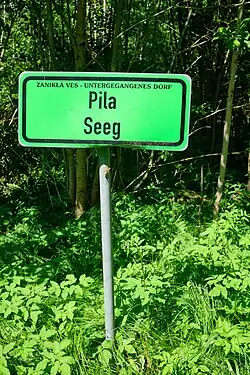 ZANIKLÁ VES - UNTERGEGANGENES DORF
Pila
Seeg